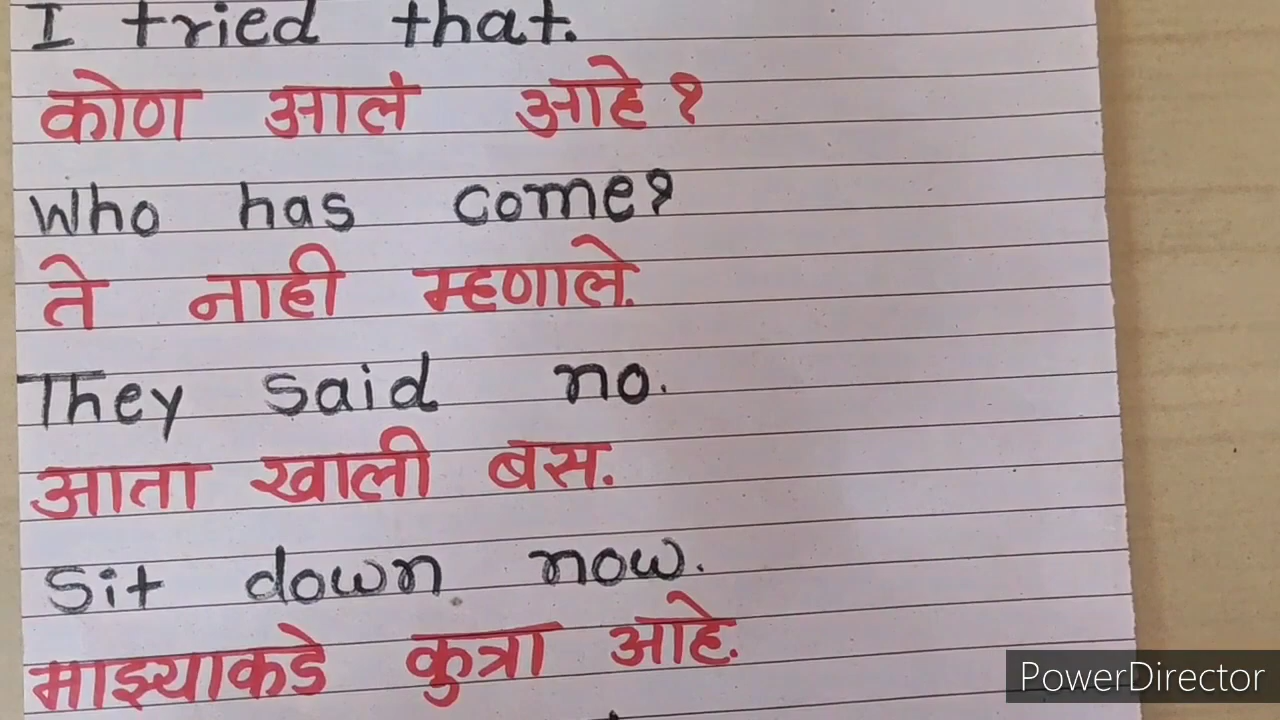 I tried that.
कोण आलं आहे?
Who has come?
ते नाही म्हणाले.
They said no.
आता खाली बस.
Sit down now.
माझ्याकडे कुत्रा आहे.
PowerDirector